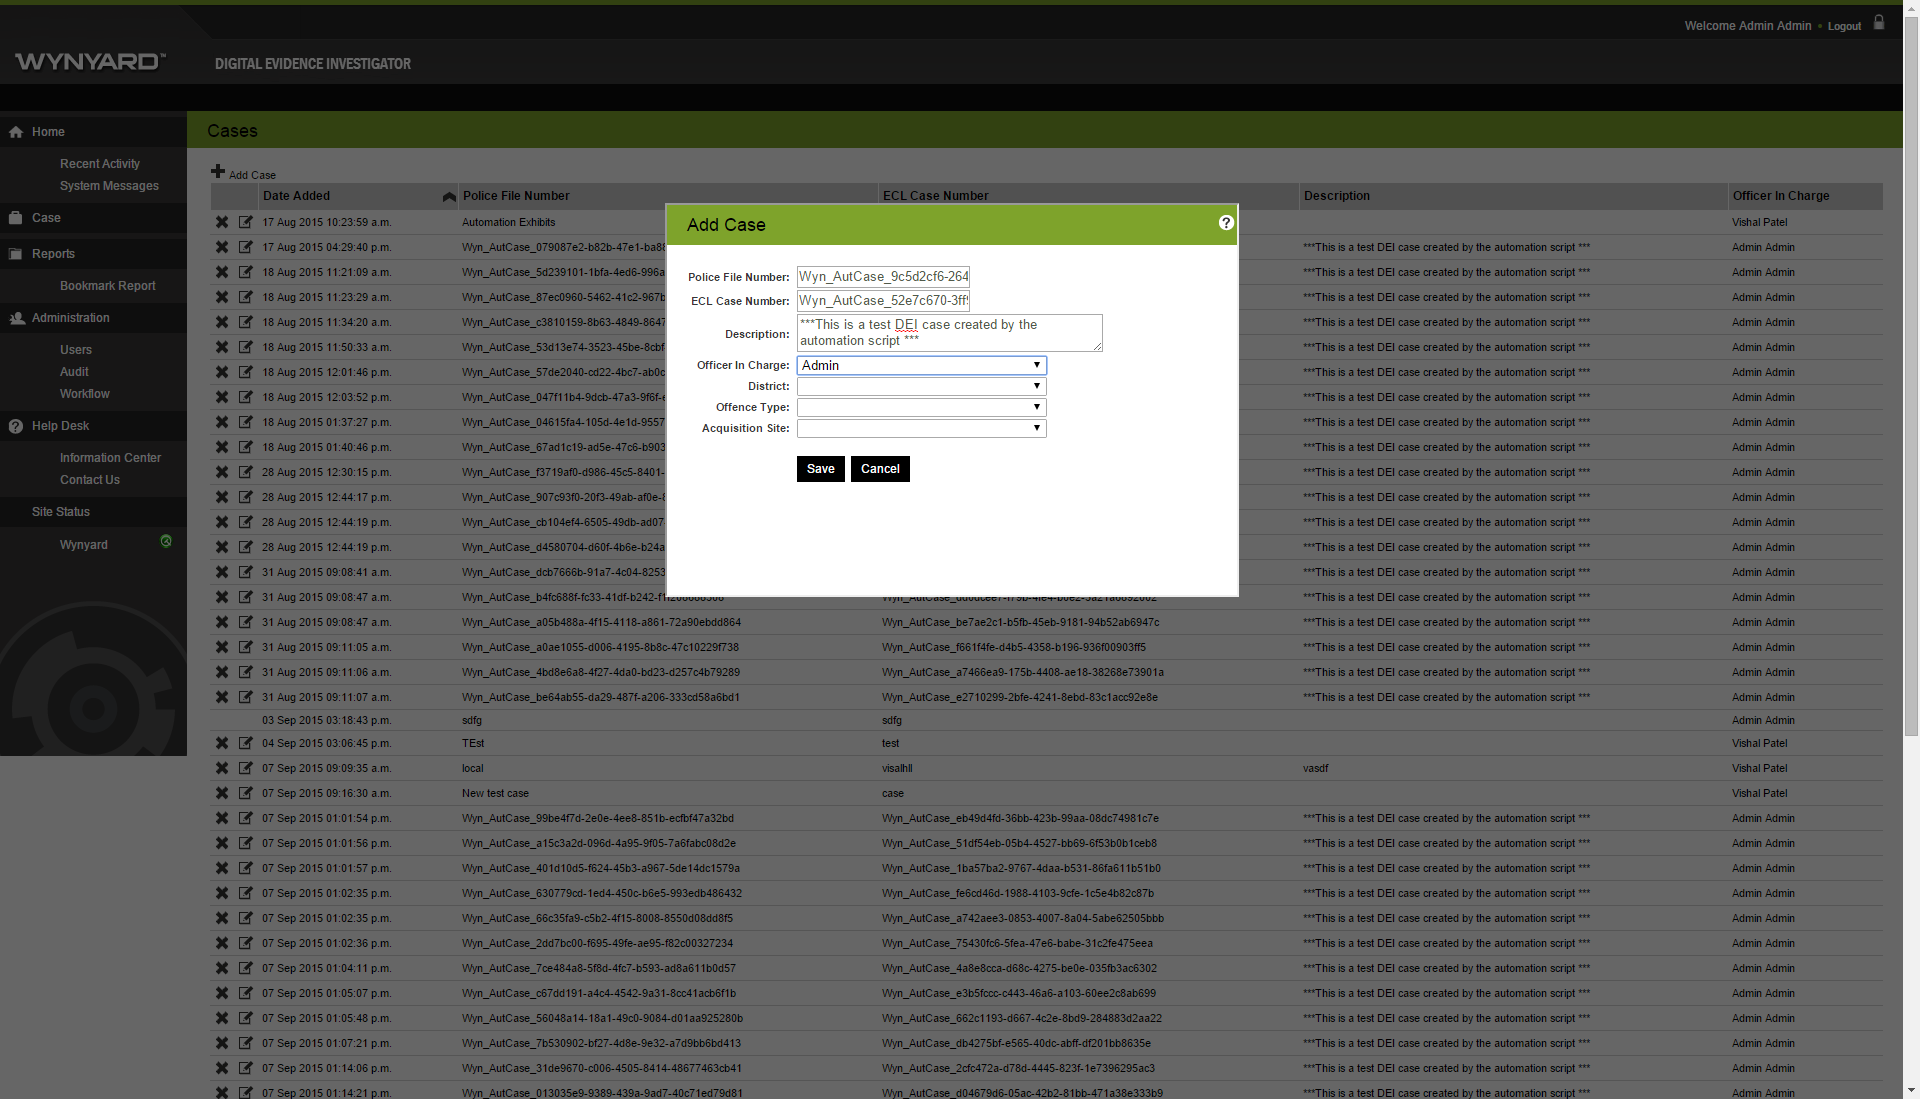 Welcome Admin Admin • Logout
WYNYARD™
DIGITAL EVIDENCE INVESTIGATOR
Home
Recent Activity
System Messages
Case
Reports
Bookmark Report
Administration
Users
Audit
Workflow
Help Desk
Information Center
Contact Us
Site Status
Wynyard
Cases
Add Case
Date Added Police File Number ECL Case Number Description Officer In Charge
17 Aug 2015 10:23:59 a.m. Automation Exhibits Vishal Patel
17 Aug 2015 04:29:40 p.m. Wyn_AutCase_079087e2-b82b-47e1-ba88 ***This is a test DEI case created by the automation script *** Admin Admin
18 Aug 2015 11:21:09 a.m. Wyn_AutCase_5d239101-1bfa-4ed6-996a ***This is a test DEI case created by the automation script *** Admin Admin
18 Aug 2015 11:23:29 a.m. Wyn_AutCase_87ec0960-5462-41c2-967b ***This is a test DEI case created by the automation script *** Admin Admin
18 Aug 2015 11:34:20 a.m. Wyn_AutCase_c3810159-8b63-4849-8647 ***This is a test DEI case created by the automation script *** Admin Admin
18 Aug 2015 11:50:33 a.m. Wyn_AutCase_53d13e74-3523-45be-8cbf ***This is a test DEI case created by the automation script *** Admin Admin
18 Aug 2015 12:01:46 p.m. Wyn_AutCase_57de2040-cd22-4bc7-ab0c ***This is a test DEI case created by the automation script *** Admin Admin
18 Aug 2015 12:03:52 p.m. Wyn_AutCase_047f11b4-9dcb-47a3-9f6f-e ***This is a test DEI case created by the automation script *** Admin Admin
18 Aug 2015 01:37:27 p.m. Wyn_AutCase_04615fa4-105d-4e1d-9557 ***This is a test DEI case created by the automation script *** Admin Admin
18 Aug 2015 01:40:46 p.m. Wyn_AutCase_67ad1c19-ad5e-47c6-b903 ***This is a test DEI case created by the automation script *** Admin Admin
28 Aug 2015 12:30:15 p.m. Wyn_AutCase_f3719af0-d986-45c5-8401- ***This is a test DEI case created by the automation script *** Admin Admin
28 Aug 2015 12:44:17 p.m. Wyn_AutCase_907c93f0-20f3-49ab-af0e-8 ***This is a test DEI case created by the automation script *** Admin Admin
28 Aug 2015 12:44:19 p.m. Wyn_AutCase_cb104ef4-6505-49db-ad07- ***This is a test DEI case created by the automation script *** Admin Admin
28 Aug 2015 12:44:19 p.m. Wyn_AutCase_d4580704-d60f-4b6e-b24a ***This is a test DEI case created by the automation script *** Admin Admin
31 Aug 2015 09:08:41 a.m. Wyn_AutCase_dcb7666b-91a7-4c04-8253 ***This is a test DEI case created by the automation script *** Admin Admin
31 Aug 2015 09:08:47 a.m. ***This is a test DEI case created by the automation script *** Admin Admin
31 Aug 2015 09:08:47 a.m. Wyn_AutCase_a05b488a-4f15-4118-a861-72a90ebdd864 Wyn_AutCase_be7ae2c1-b5fb-45eb-9181-94b52ab6947c ***This is a test DEI case created by the automation script *** Admin Admin
31 Aug 2015 09:11:05 a.m. Wyn_AutCase_a0ae1055-d006-4195-8b8c-47c10229f738 Wyn_AutCase_f661f4fe-d4b5-4358-b196-936f00903ff5 ***This is a test DEI case created by the automation script *** Admin Admin
31 Aug 2015 09:11:06 a.m. Wyn_AutCase_4bd8e6a8-4f27-4da0-bd23-d257c4b79289 Wyn_AutCase_a7466ea9-175b-4408-ae18-38268e73901a ***This is a test DEI case created by the automation script *** Admin Admin
31 Aug 2015 09:11:07 a.m. Wyn_AutCase_be64ab55-da29-487f-a206-333cd58a6bd1 Wyn_AutCase_e2710299-2bfe-4241-8ebd-83c1acc92e8e ***This is a test DEI case created by the automation script *** Admin Admin
03 Sep 2015 03:18:43 p.m. sdfg sdfg Admin Admin
04 Sep 2015 03:06:45 p.m. TEst test Vishal Patel
07 Sep 2015 09:09:35 a.m. local visalhll vasdf Vishal Patel
07 Sep 2015 09:16:30 a.m. New test case case Vishal Patel
07 Sep 2015 01:01:54 p.m. Wyn_AutCase_99be4f7d-2e0e-4ee8-851b-ecfbf47a32bd Wyn_AutCase_eb49d4fd-36bb-423b-99aa-08dc74981c7e ***This is a test DEI case created by the automation script *** Admin Admin
07 Sep 2015 01:01:56 p.m. Wyn_AutCase_a15c3a2d-096d-4a95-9f05-7a6fabc08d2e Wyn_AutCase_51df54eb-05b4-4527-bb69-6f53b0b1ceb8 ***This is a test DEI case created by the automation script *** Admin Admin
07 Sep 2015 01:01:57 p.m. Wyn_AutCase_401d10d5-f624-45b3-a967-5de14dc1579a Wyn_AutCase_1ba57ba2-9767-4daa-b531-86fa611b51b0 ***This is a test DEI case created by the automation script *** Admin Admin
07 Sep 2015 01:02:35 p.m. Wyn_AutCase_630779cd-1ed4-450c-b6e5-993edb486432 Wyn_AutCase_fe6cd46d-1988-4103-9cfe-1c5e4b82c87b ***This is a test DEI case created by the automation script *** Admin Admin
07 Sep 2015 01:02:35 p.m. Wyn_AutCase_66c35fa9-c5b2-4f15-8008-8550d08dd8f5 Wyn_AutCase_a742aee3-0853-4007-8a04-5abe62505bbb ***This is a test DEI case created by the automation script *** Admin Admin
07 Sep 2015 01:02:36 p.m. Wyn_AutCase_2dd7bc00-f695-49fe-ae95-f82c00327234 Wyn_AutCase_75430fc6-5fea-47e6-babe-31c2fe475eea ***This is a test DEI case created by the automation script *** Admin Admin
07 Sep 2015 01:04:11 p.m. Wyn_AutCase_7ce484a8-5f8d-4fc7-b593-ad8a611b0d57 Wyn_AutCase_4a8e8cca-d68c-4275-be0e-035fb3ac6302 ***This is a test DEI case created by the automation script *** Admin Admin
07 Sep 2015 01:05:07 p.m. Wyn_AutCase_c67dd191-a4c4-4542-9a31-8cc41acb6f1b Wyn_AutCase_e3b5fccc-c443-46a6-a103-60ee2c8ab699 ***This is a test DEI case created by the automation script *** Admin Admin
07 Sep 2015 01:05:48 p.m. Wyn_AutCase_56048a14-18a1-49c0-9084-d01aa925280b Wyn_AutCase_662c1193-d667-4c2e-8bd9-284883d2aa22 ***This is a test DEI case created by the automation script *** Admin Admin
07 Sep 2015 01:07:21 p.m. Wyn_AutCase_7b530902-bf27-4d8e-9e32-a7d9bb6bd413 Wyn_AutCase_db4275bf-e565-40dc-abff-df201bb8635e ***This is a test DEI case created by the automation script *** Admin Admin
07 Sep 2015 01:14:06 p.m. Wyn_AutCase_31de9670-c006-4505-8414-48677463cb41 Wyn_AutCase_2cfc472a-d78d-4445-823f-1e7396295ac3 ***This is a test DEI case created by the automation script *** Admin Admin
07 Sep 2015 01:14:21 p.m. Wyn_AutCase_013035e9-9389-439a-9ad7-40c71ed79d81 Wyn_AutCase_d04679d6-05ac-42b2-81bb-471a38e333b9 ***This is a test DEI case created by the automation script *** Admin Admin
Add Case
Police File Number: Wyn_AutCase_9c5d2cf6-264
ECL Case Number: Wyn_AutCase_52e7c670-3ff
Description: ***This is a test DEI case created by the
automation script ***
Officer In Charge: Admin
District:
Offence Type:
Acquisition Site:
Save Cancel